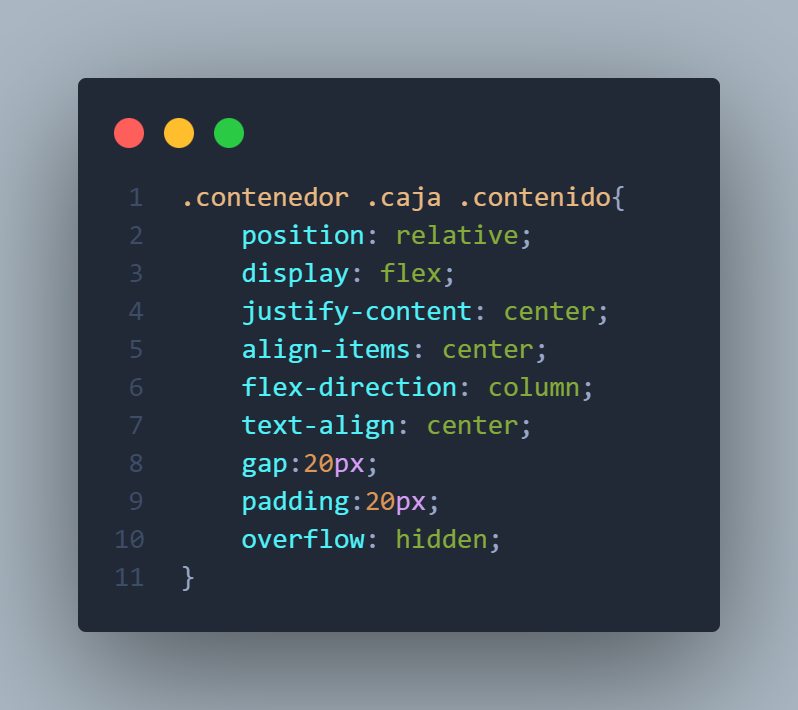 1 .contenedor .caja .contenido{
2     position: relative;
3     display: flex;
4     justify-content: center;
5     align-items: center;
6     flex-direction: column;
7     text-align: center;
8     gap:20px;
9     padding:20px;
10     overflow: hidden;
11 }